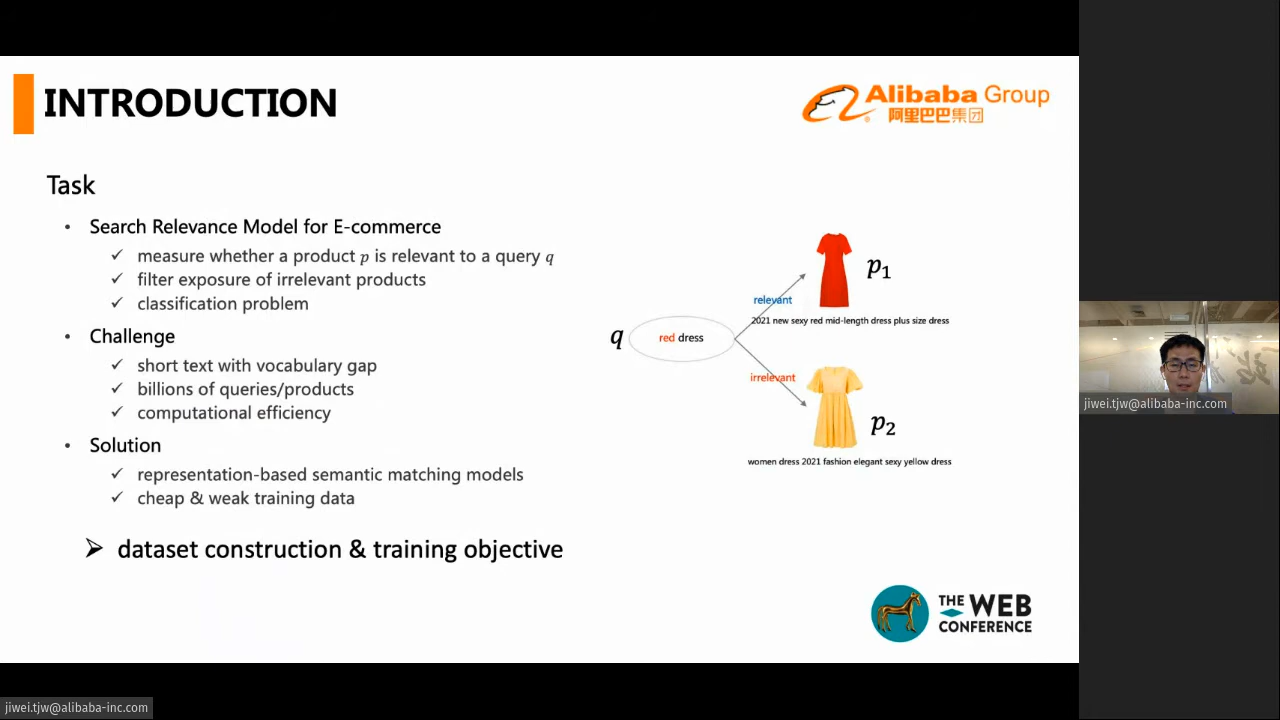 INTRODUCTION
Alibaba Group
阿里巴巴集团
Task
• Search Relevance Model for E-commerce
✓ measure whether a product p is relevant to a query q
✓ filter exposure of irrelevant products
✓ classification problem
• Challenge
✓ short text with vocabulary gap
✓ billions of queries/products
✓ computational efficiency
• Solution
✓ representation-based semantic matching models
✓ cheap & weak training data
➢ dataset construction & training objective
q
red dress
relevant
p₁
2021 new sexy red mid-length dress plus size dress
irrelevant
p₂
women dress 2021 fashion elegant sexy yellow dress
THE WEB
CONFERENCE
jiwei.tjw@alibaba-inc.com
jiwei.tjw@alibaba-inc.com